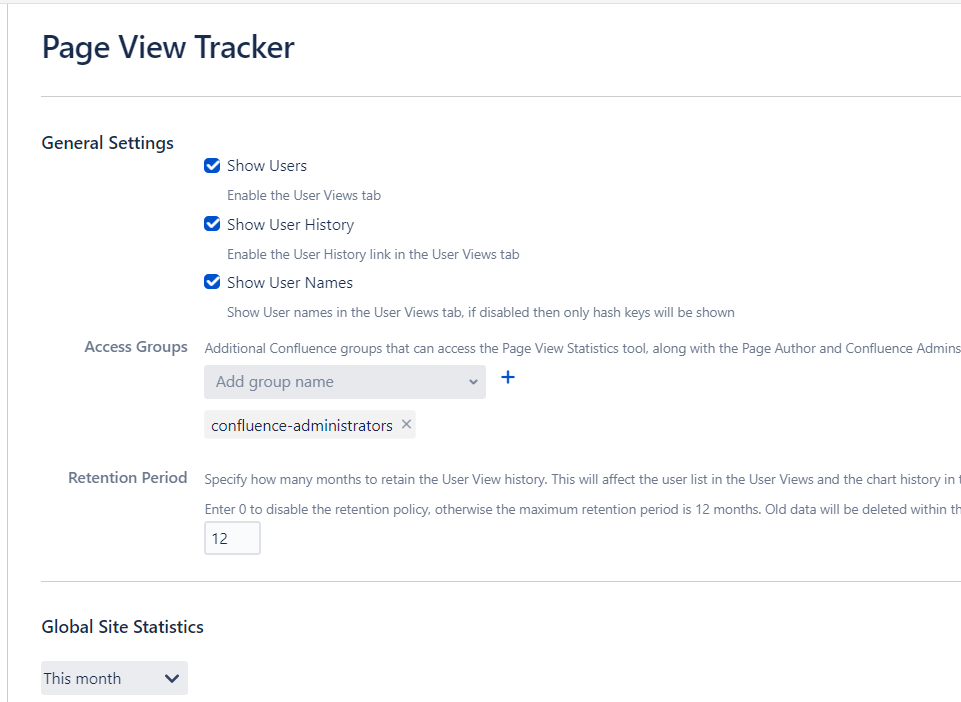 Page View Tracker
General Settings
Show Users
Enable the User Views tab
Show User History
Enable the User History link in the User Views tab
Show User Names
Show User names in the User Views tab, if disabled then only hash keys will be shown
Access Groups
Additional Confluence groups that can access the Page View Statistics tool, along with the Page Author and Confluence Admins
Add group name
confluence-administrators
Retention Period
Specify how many months to retain the User View history. This will affect the user list in the User Views and the chart history in
Enter 0 to disable the retention policy, otherwise the maximum retention period is 12 months. Old data will be deleted within
12
Global Site Statistics
This month